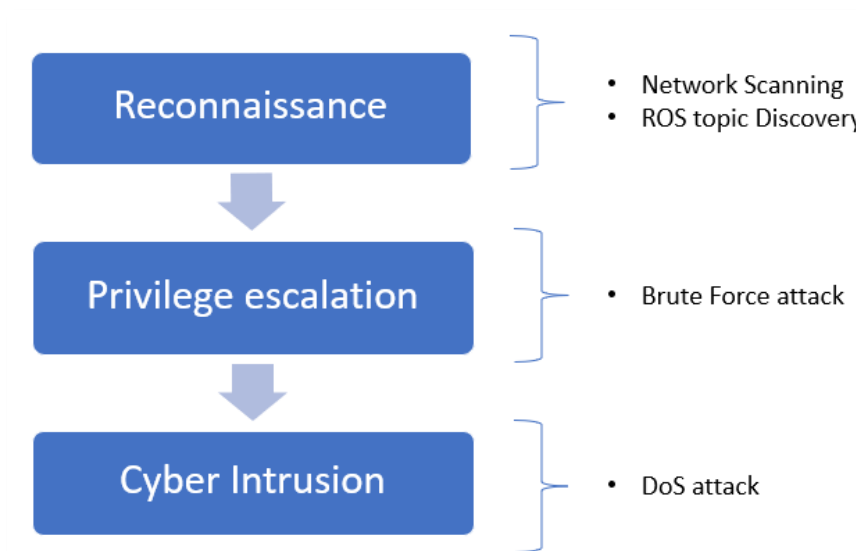 Reconnaissance
• Network Scanning
• ROS topic Discovery
Privilege escalation
• Brute Force attack
Cyber Intrusion
• DoS attack